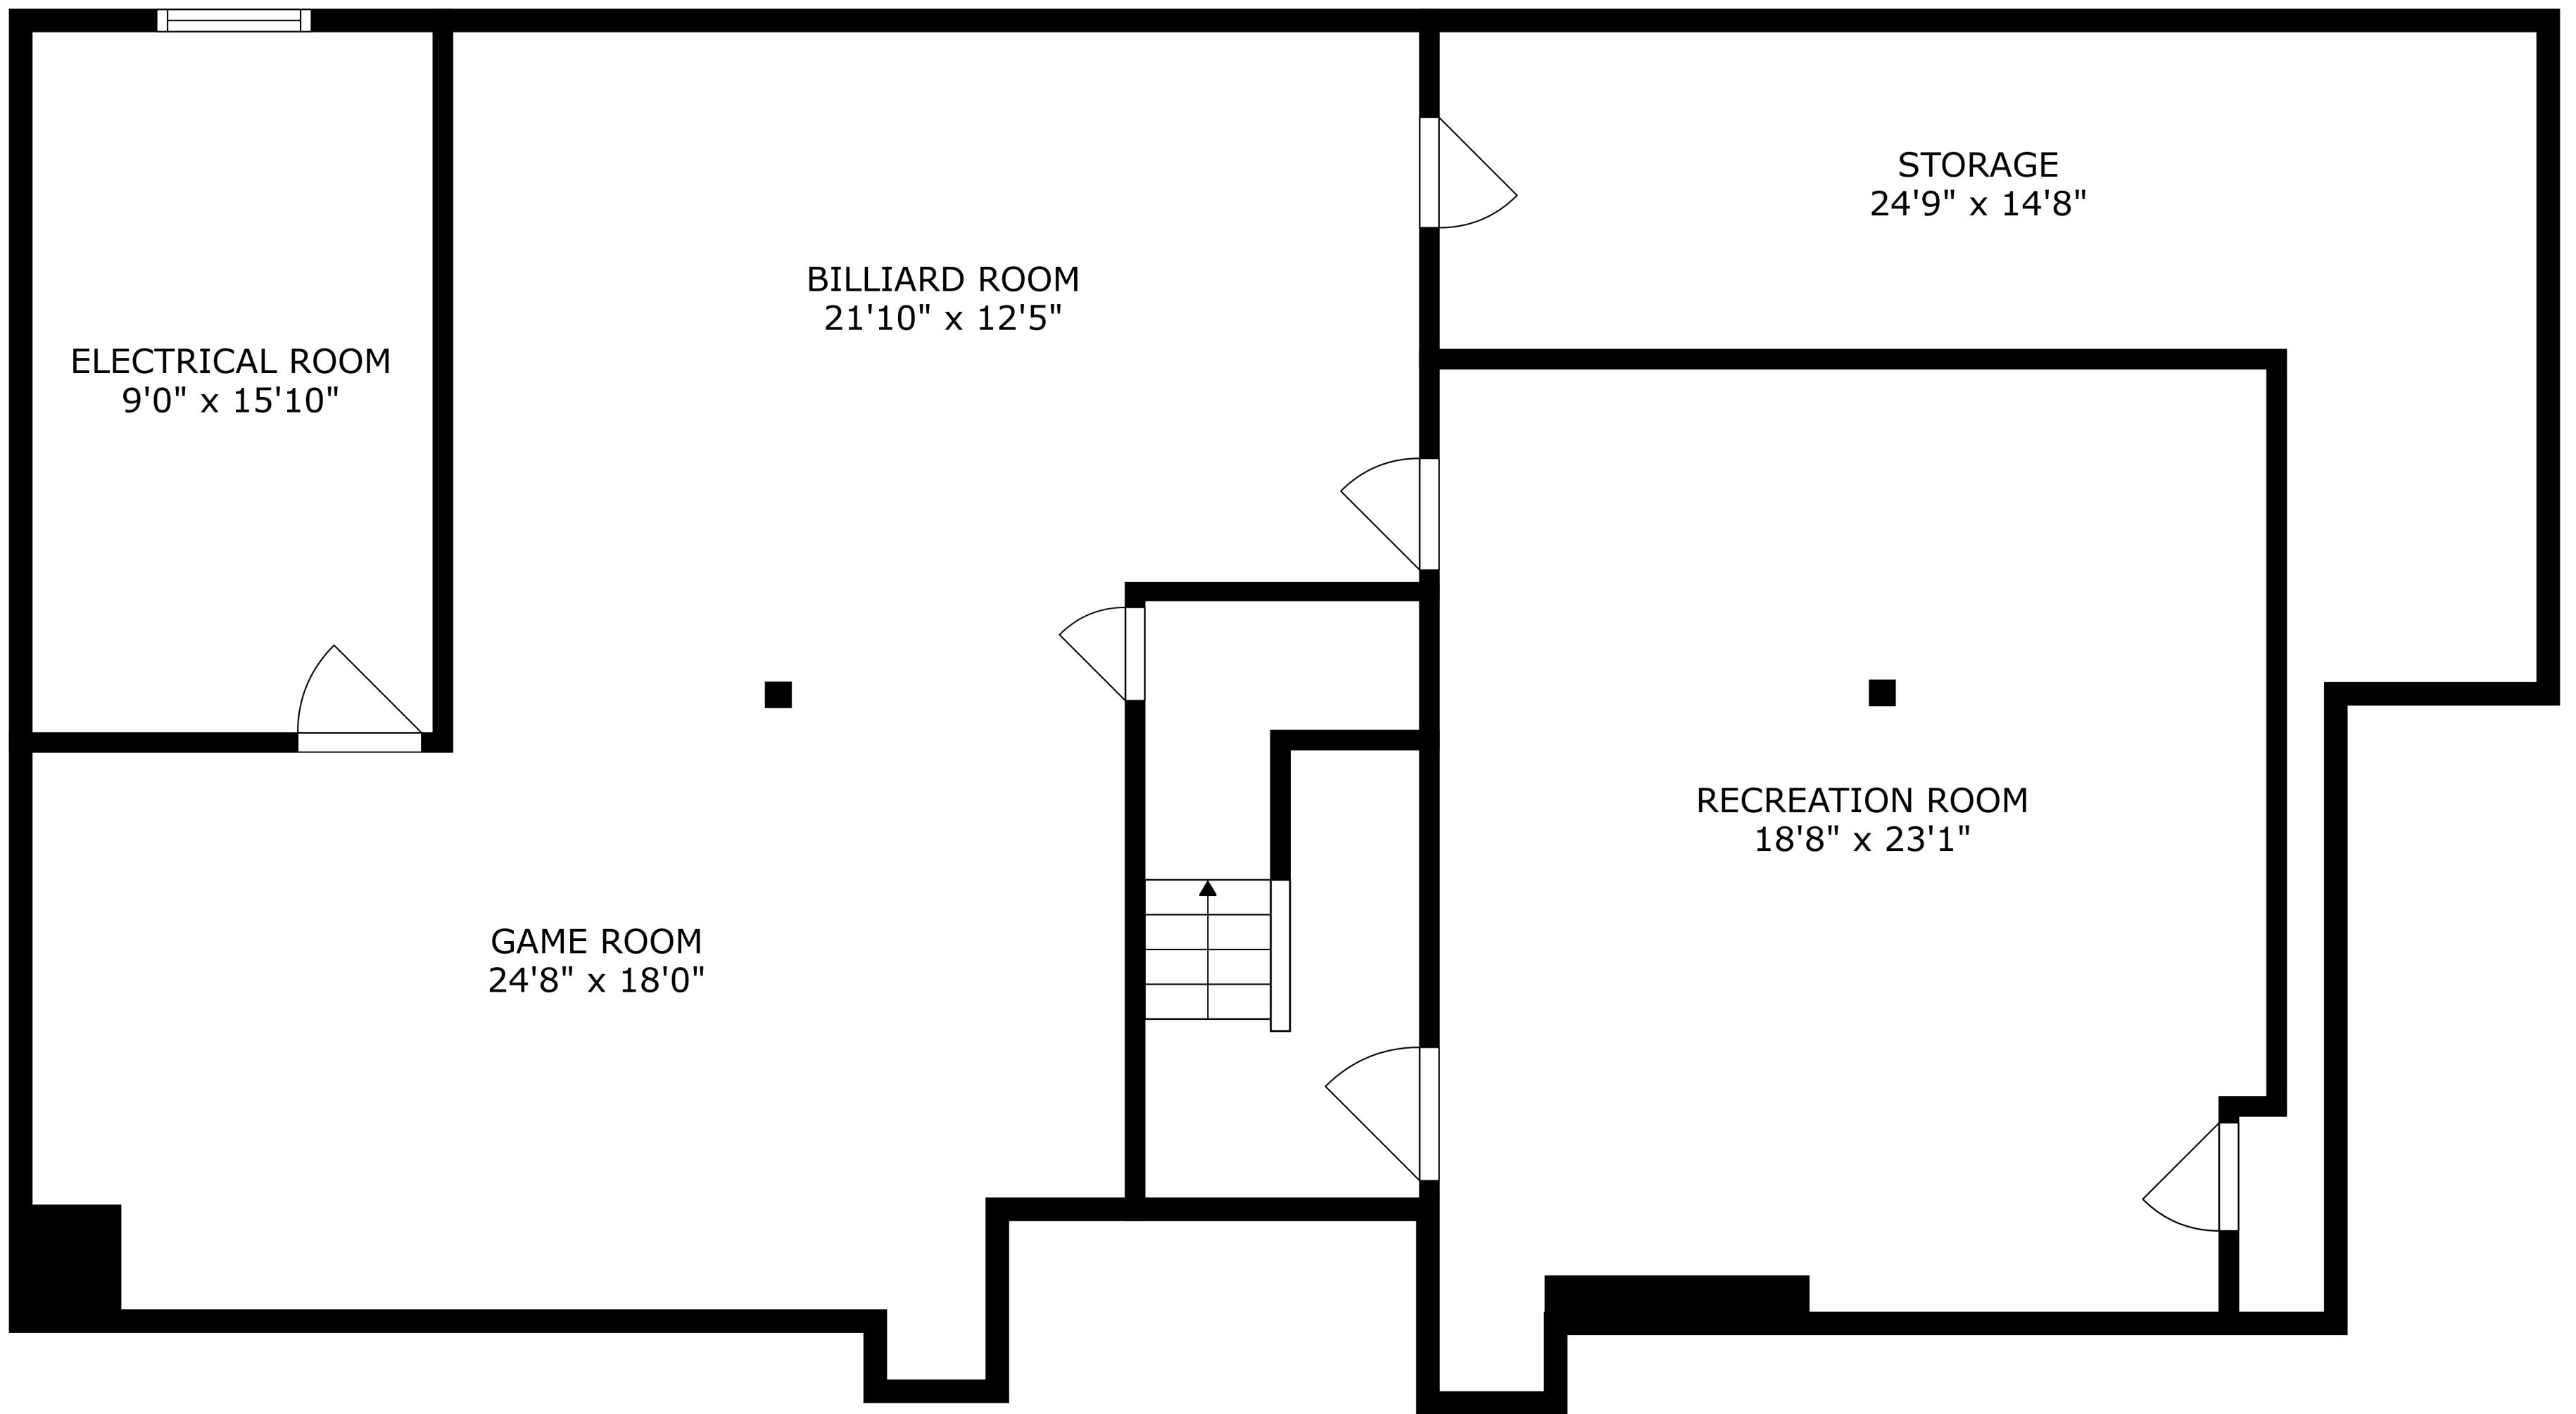 STORAGE
24'9" x 14'8"
BILLIARD ROOM
21'10" x 12'5"
ELECTRICAL ROOM
9'0" x 15'10"
RECREATION ROOM
18'8" x 23'1"
GAME ROOM
24'8" x 18'0"